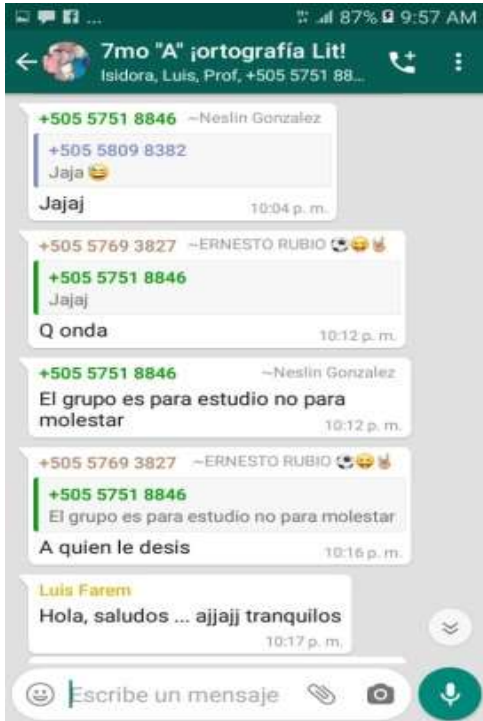 ... 87% 9:57 AM
7mo "A" ¡ortografía Lit!
Isidora, Luis, Prof, +505 5751 88...
+505 5751 8846 ~Neslin Gonzalez
+505 5809 8382
Jaja 😅
Jajaj
10:04 p. m.
+505 5769 3827 ~ERNESTO RUBIO ⚽😄🤘
+505 5751 8846
Jajaj
Q onda
10:12 p. m.
+505 5751 8846 ~Neslin Gonzalez
El grupo es para estudio no para
molestar
10:12 p. m.
+505 5769 3827 ~ERNESTO RUBIO ⚽😄🤘
+505 5751 8846
El grupo es para estudio no para molestar
A quien le desis
10:16 p. m.
Luis Farem
Hola, saludos ... ajjajj tranquilos
10:17 p. m.
Escribe un mensaje